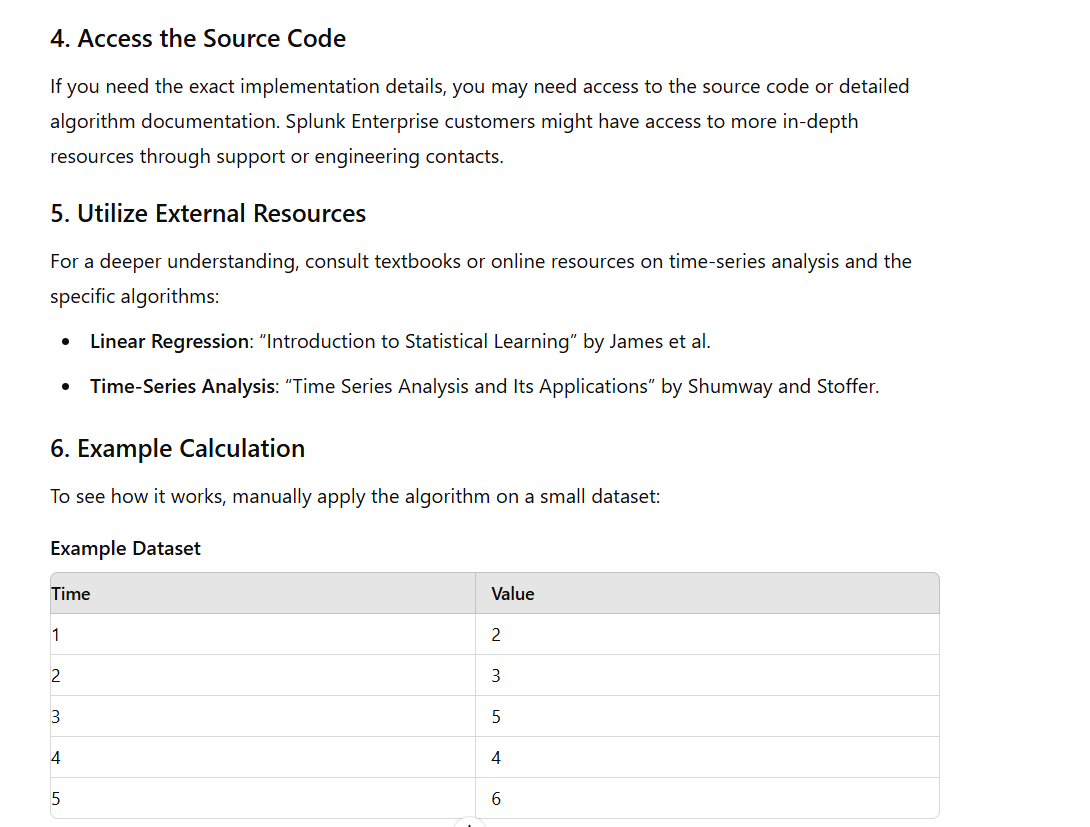 4. Access the Source Code
If you need the exact implementation details, you may need access to the source code or detailed
algorithm documentation. Splunk Enterprise customers might have access to more in-depth
resources through support or engineering contacts.
5. Utilize External Resources
For a deeper understanding, consult textbooks or online resources on time-series analysis and the
specific algorithms:
• Linear Regression: “Introduction to Statistical Learning” by James et al.
• Time-Series Analysis: “Time Series Analysis and Its Applications” by Shumway and Stoffer.
6. Example Calculation
To see how it works, manually apply the algorithm on a small dataset:
Example Dataset
Time Value
1 2
2 3
3 5
4 4
5 6